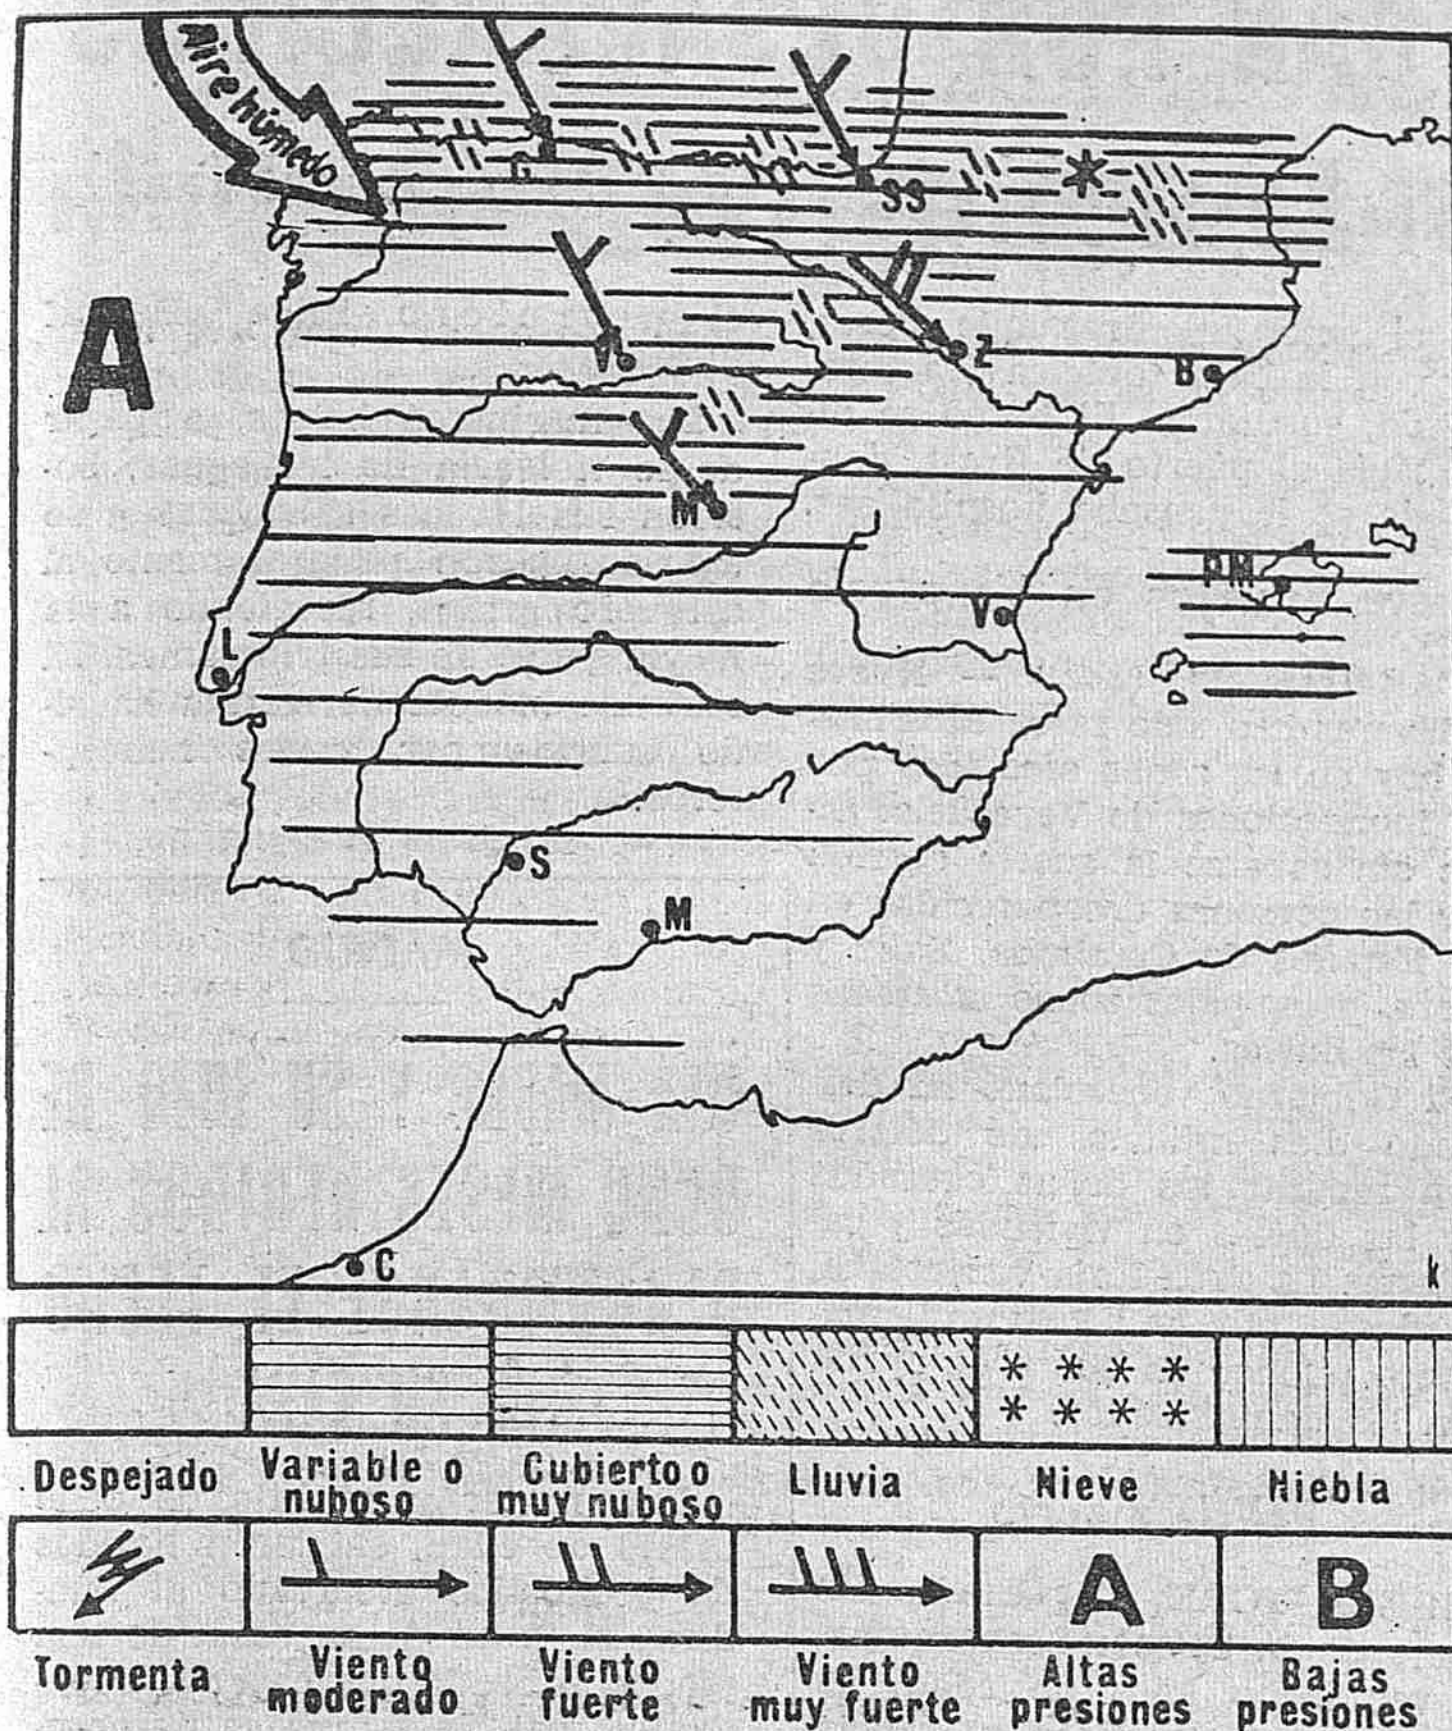 Aire húmedo
A
G
SS
V
Z
B
M
PM
V
L
S
M
C
k
Despejado
Variable o
nuboso
Cubierto o
muy nuboso
Lluvia
Nieve
Niebla
A
B
Tormenta
Viento
moderado
Viento
fuerte
Viento
muy fuerte
Altas
presiones
Bajas
presiones